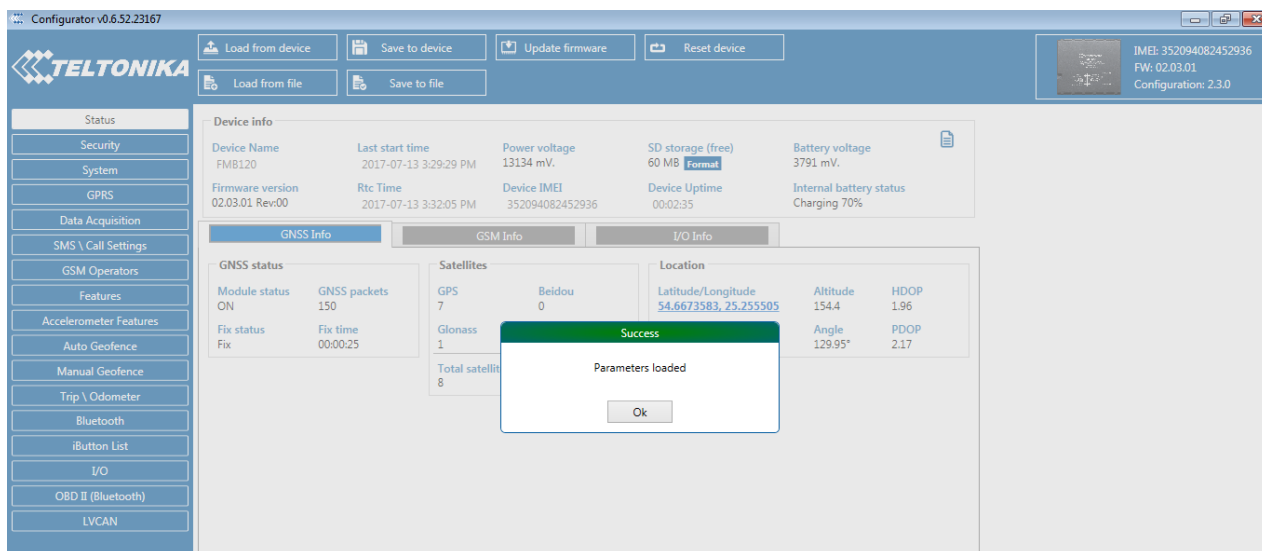 Configurator v0.6.52.23167
TELTONIKA
Load from device
Save to device
Update firmware
Reset device
Load from file
Save to file
IMEI: 352094082452936
FW: 02.03.01
Configuration: 2.3.0
Status
Security
System
GPRS
Data Acquisition
SMS \ Call Settings
GSM Operators
Features
Accelerometer Features
Auto Geofence
Manual Geofence
Trip \ Odometer
Bluetooth
iButton List
I/O
OBD II (Bluetooth)
LVCAN
Device info
Device Name Last start time Power voltage SD storage (free) Battery voltage
FMB120 2017-07-13 3:29:29 PM 13134 mV. 60 MB Format 3791 mV.
Firmware version Rtc Time Device IMEI Device Uptime Internal battery status
02.03.01 Rev:00 2017-07-13 3:32:05 PM 352094082452936 00:02:35 Charging 70%
GNSS Info GSM Info I/O Info
GNSS status
Module status GNSS packets
ON 150
Fix status Fix time
Fix 00:00:25
Satellites
GPS Beidou
7 0
Glonass
1
Total satellit
8
Location
Latitude/Longitude Altitude HDOP
54.6673583, 25.255505 154.4 1.96
Angle PDOP
129.95° 2.17
Success
Parameters loaded
Ok